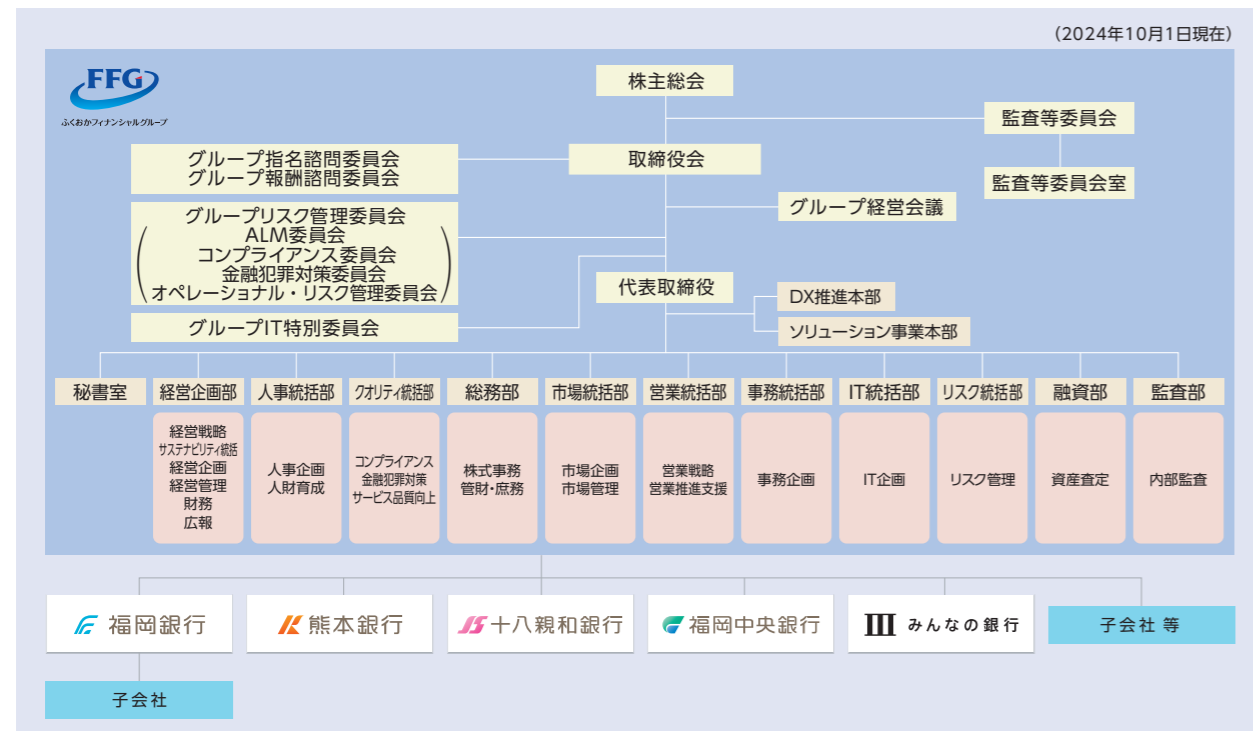 （2024年10月1日現在）
FFG
ふくおかフィナンシャルグループ
株主総会
監査等委員会
グループ指名諮問委員会
グループ報酬諮問委員会
取締役会
監査等委員会室
グループ経営会議
グループリスク管理委員会
ALM委員会
コンプライアンス委員会
金融犯罪対策委員会
オペレーショナル・リスク管理委員会
代表取締役
DX推進本部
グループIT特別委員会
ソリューション事業本部
秘書室
経営企画部
人事統括部
クオリティ統括部
総務部
市場統括部
営業統括部
事務統括部
IT統括部
リスク統括部
融資部
監査部
経営戦略
サステナビリティ統括
経営企画
経営管理
財務
広報
人事企画
人財育成
コンプライアンス
金融犯罪対策
サービス品質向上
株式事務
管財・庶務
市場企画
市場管理
営業戦略
営業推進支援
事務企画
IT企画
リスク管理
資産査定
内部監査
福岡銀行
熊本銀行
十八親和銀行
福岡中央銀行
みんなの銀行
子会社 等
子会社